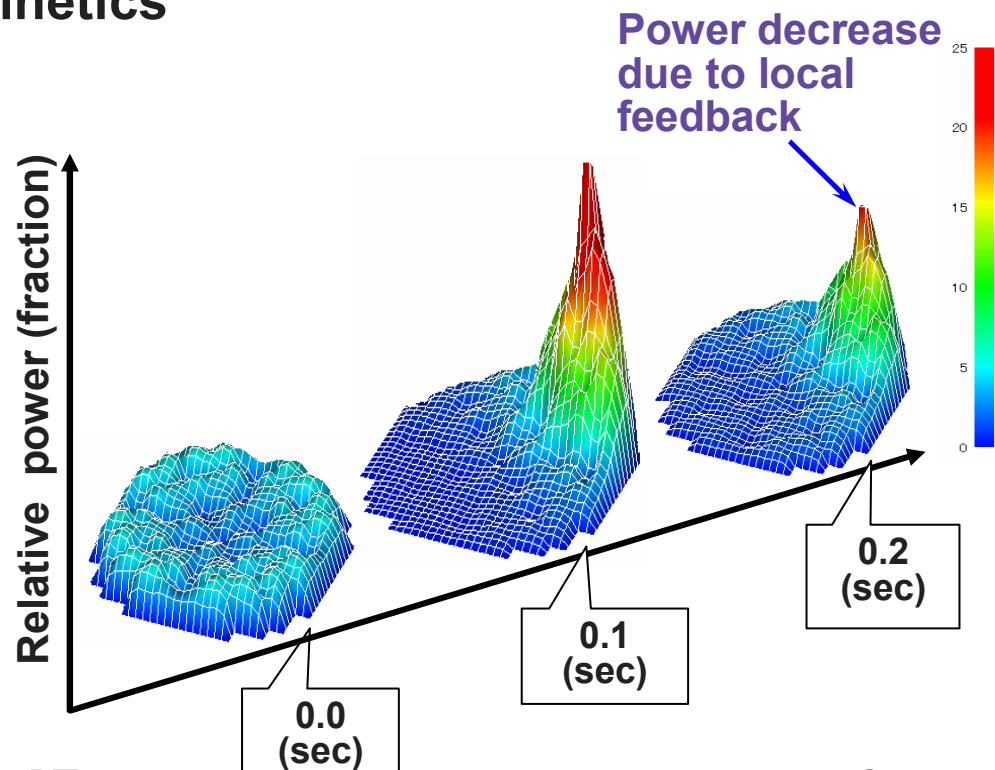 Power decrease
due to local
feedback
25
20
15
10
5
0
Relative power (fraction)
0.0
(sec)
0.1
(sec)
0.2
(sec)